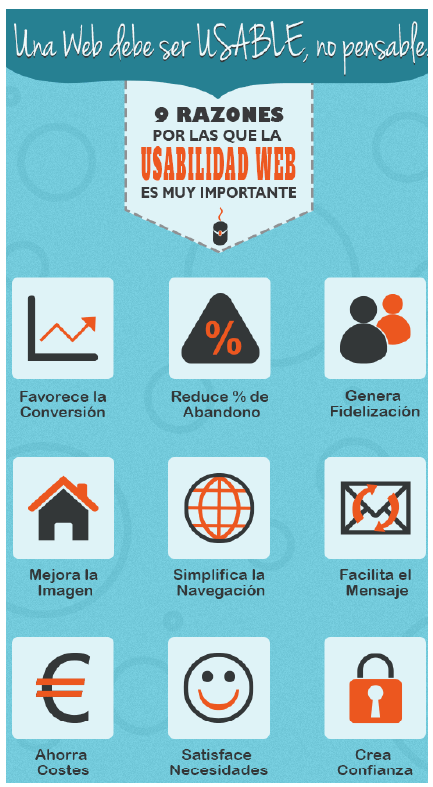 Una Web debe ser USABLE, no pensable.
9 RAZONES
POR LAS QUE LA
USABILIDAD WEB
ES MUY IMPORTANTE
%
Favorece la
Conversión
Reduce % de
Abandono
Genera
Fidelización
Mejora la
Imagen
Simplifica la
Navegación
Facilita el
Mensaje
€
Ahorra
Costes
Satisface
Necesidades
Crea
Confianza